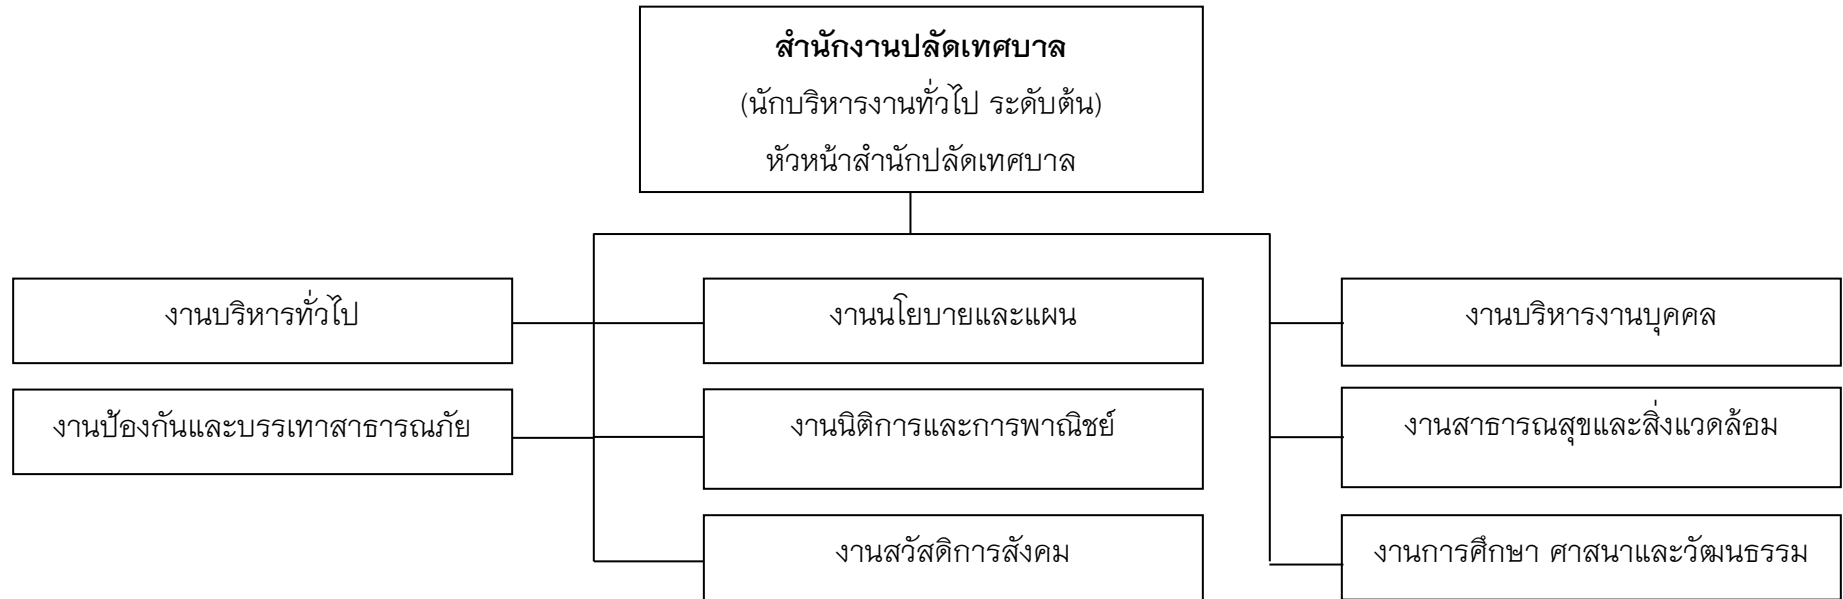 สำนักงานปลัดเทศบาล
(นักบริหารงานทั่วไป ระดับต้น)
หัวหน้าสำนักปลัดเทศบาล
งานบริหารทั่วไป
งานนโยบายและแผน
งานบริหารงานบุคคล
งานป้องกันและบรรเทาสาธารณภัย
งานนิติการและการพาณิชย์
งานสาธารณสุขและสิ่งแวดล้อม
งานสวัสดิการสังคม
งานการศึกษา ศาสนาและวัฒนธรรม